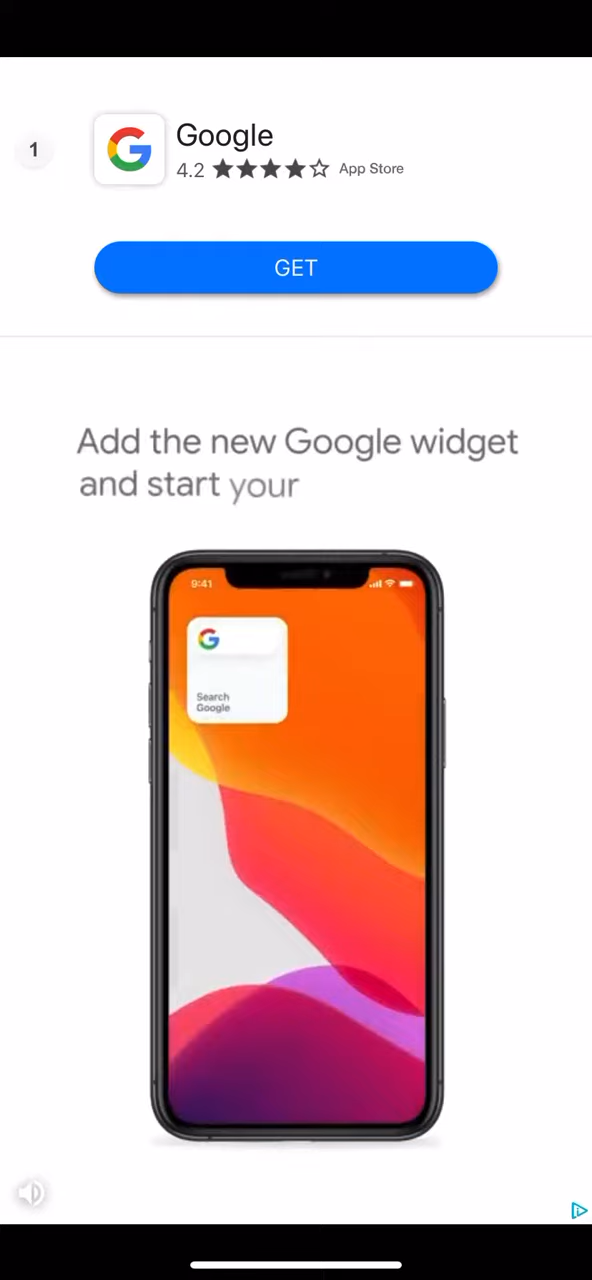 1
Google
4.2 App Store
GET
Add the new Google widget
and start your
9:41
Search
Google